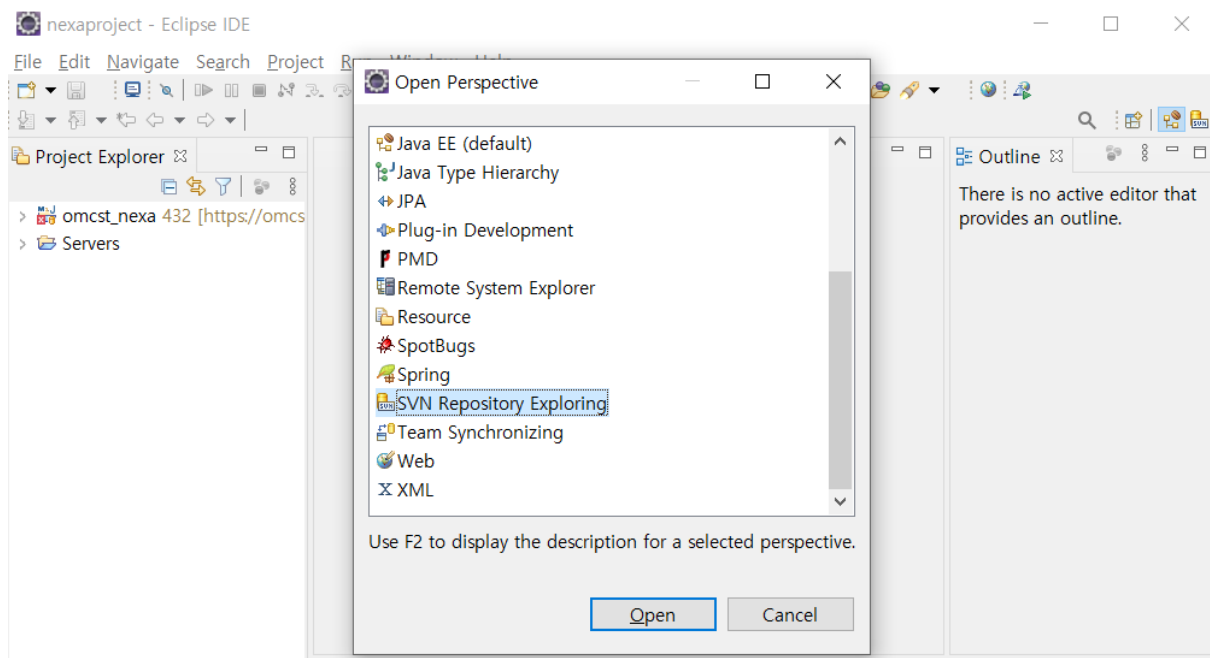 nexaproject - Eclipse IDE
File Edit Navigate Search Project
Open Perspective
Project Explorer
omcst_nexa 432 [https://omcs
Servers
Java EE (default)
Java Type Hierarchy
JPA
Plug-in Development
PMD
Remote System Explorer
Resource
SpotBugs
Spring
SVN Repository Exploring
Team Synchronizing
Web
X XML
Use F2 to display the description for a selected perspective.
Open Cancel
Outline
There is no active editor that
provides an outline.